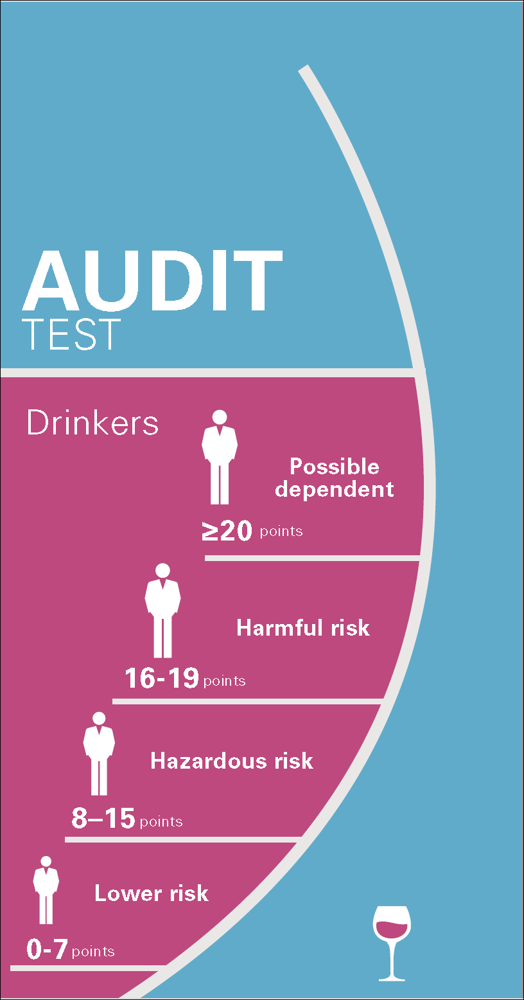 AUDIT
TEST
Drinkers
Possible
dependent
≥20 points
Harmful risk
16-19 points
Hazardous risk
8–15 points
Lower risk
0-7 points